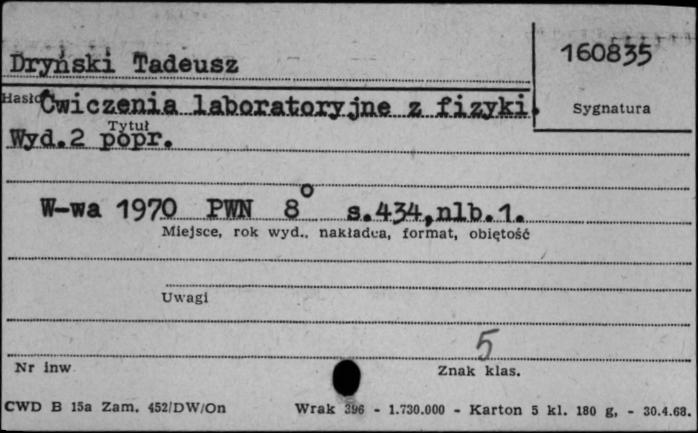 160835
Dryński Tadeusz
Hasło
Ćwiczenia laboratoryjne z fizyki.
Sygnatura
Tytuł
Wyd.2 popr.
W-wa 1970 PWN 8° s.434,nlb.1.
Miejsce, rok wyd., nakładca, format, objętość
Uwagi
5
Nr inw
Znak klas.
CWD B 15a Zam. 452/DW/On Wrak 396 - 1.730.000 - Karton 5 kl. 180 g, - 30.4.68.